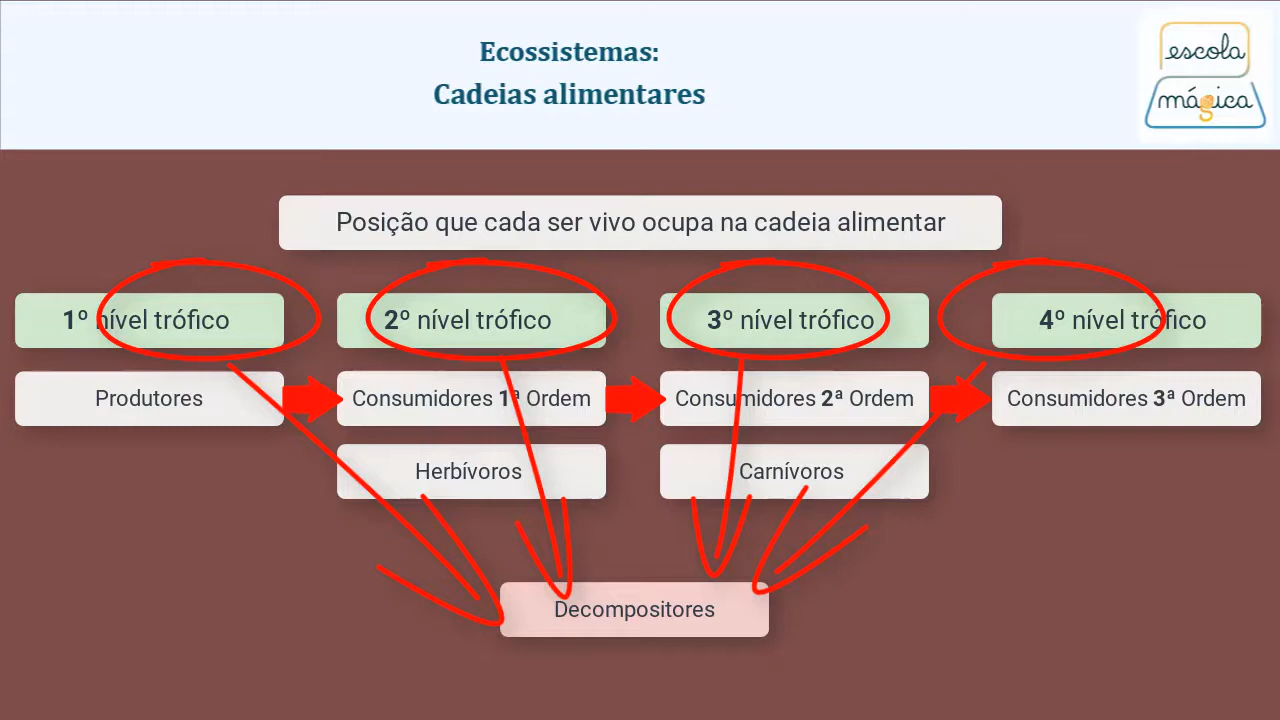 Ecossistemas:
Cadeias alimentares
escola
mágica
Posição que cada ser vivo ocupa na cadeia alimentar
1º nível trófico
2º nível trófico
3º nível trófico
4º nível trófico
Produtores
Consumidores 1ª Ordem
Consumidores 2ª Ordem
Consumidores 3ª Ordem
Herbívoros
Carnívoros
Decompositores